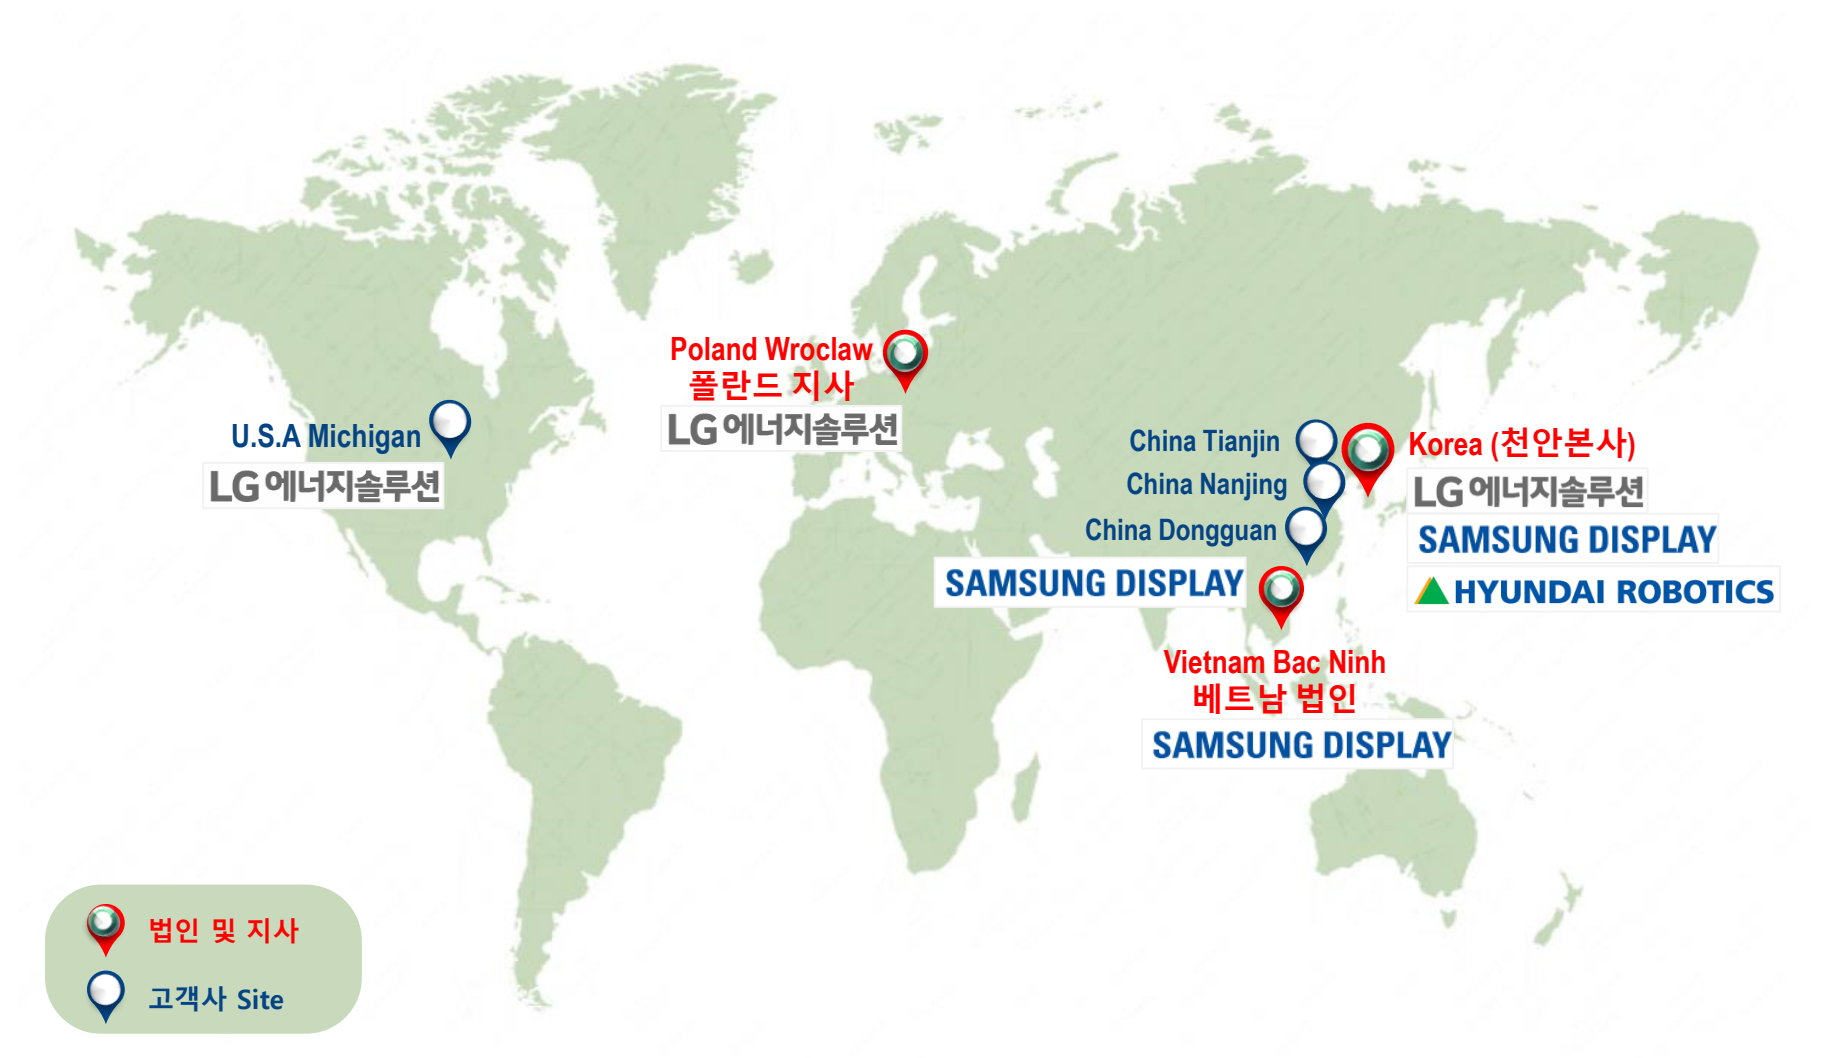 Poland Wroclaw
폴란드 지사
LG에너지솔루션
U.S.A Michigan
LG에너지솔루션
China Tianjin
China Nanjing
China Dongguan
SAMSUNG DISPLAY
Korea (천안본사)
LG에너지솔루션
SAMSUNG DISPLAY
HYUNDAI ROBOTICS
Vietnam Bac Ninh
베트남 법인
SAMSUNG DISPLAY
법인 및 지사
고객사 Site